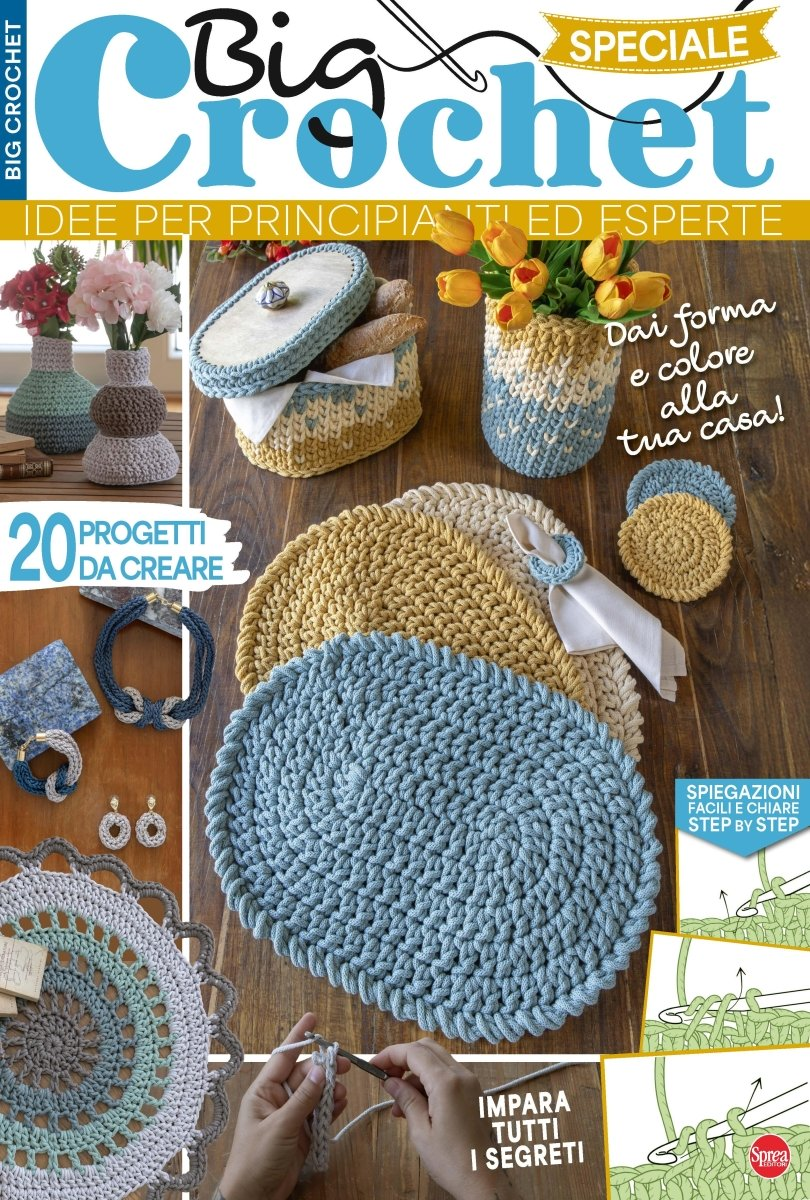 BIG CROCHET
Big
SPECIALE
Crochet
IDEE PER PRINCIPIANTI ED ESPERTE
Dai forma
e colore
alla
tua casa!
20 PROGETTI
DA CREARE
SPIEGAZIONI
FACILI E CHIARE
STEP BY STEP
IMPARA
TUTTI
I SEGRETI
Sprea
EDITORI